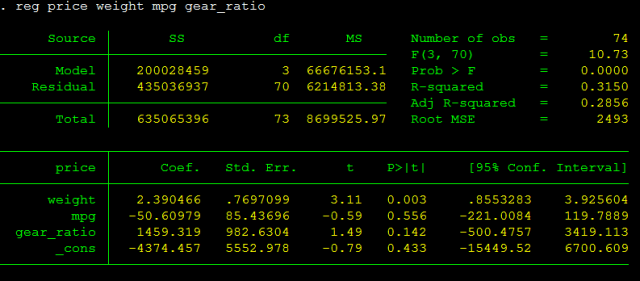 . reg price weight mpg gear_ratio
Source | SS df MS Number of obs = 74
F(3, 70) = 10.73
Model | 200028459 3 66676153.1 Prob > F = 0.0000
Residual | 435036937 70 6214813.38 R-squared = 0.3150
Adj R-squared = 0.2856
Total | 635065396 73 8699525.97 Root MSE = 2493
price | Coef. Std. Err. t P>|t| [95% Conf. Interval]
weight | 2.390466 .7697099 3.11 0.003 .8553283 3.925604
mpg | -50.60979 85.43696 -0.59 0.556 -221.0084 119.7889
gear_ratio | 1459.319 982.6304 1.49 0.142 -500.4757 3419.113
_cons | -4374.457 5552.978 -0.79 0.433 -15449.52 6700.609